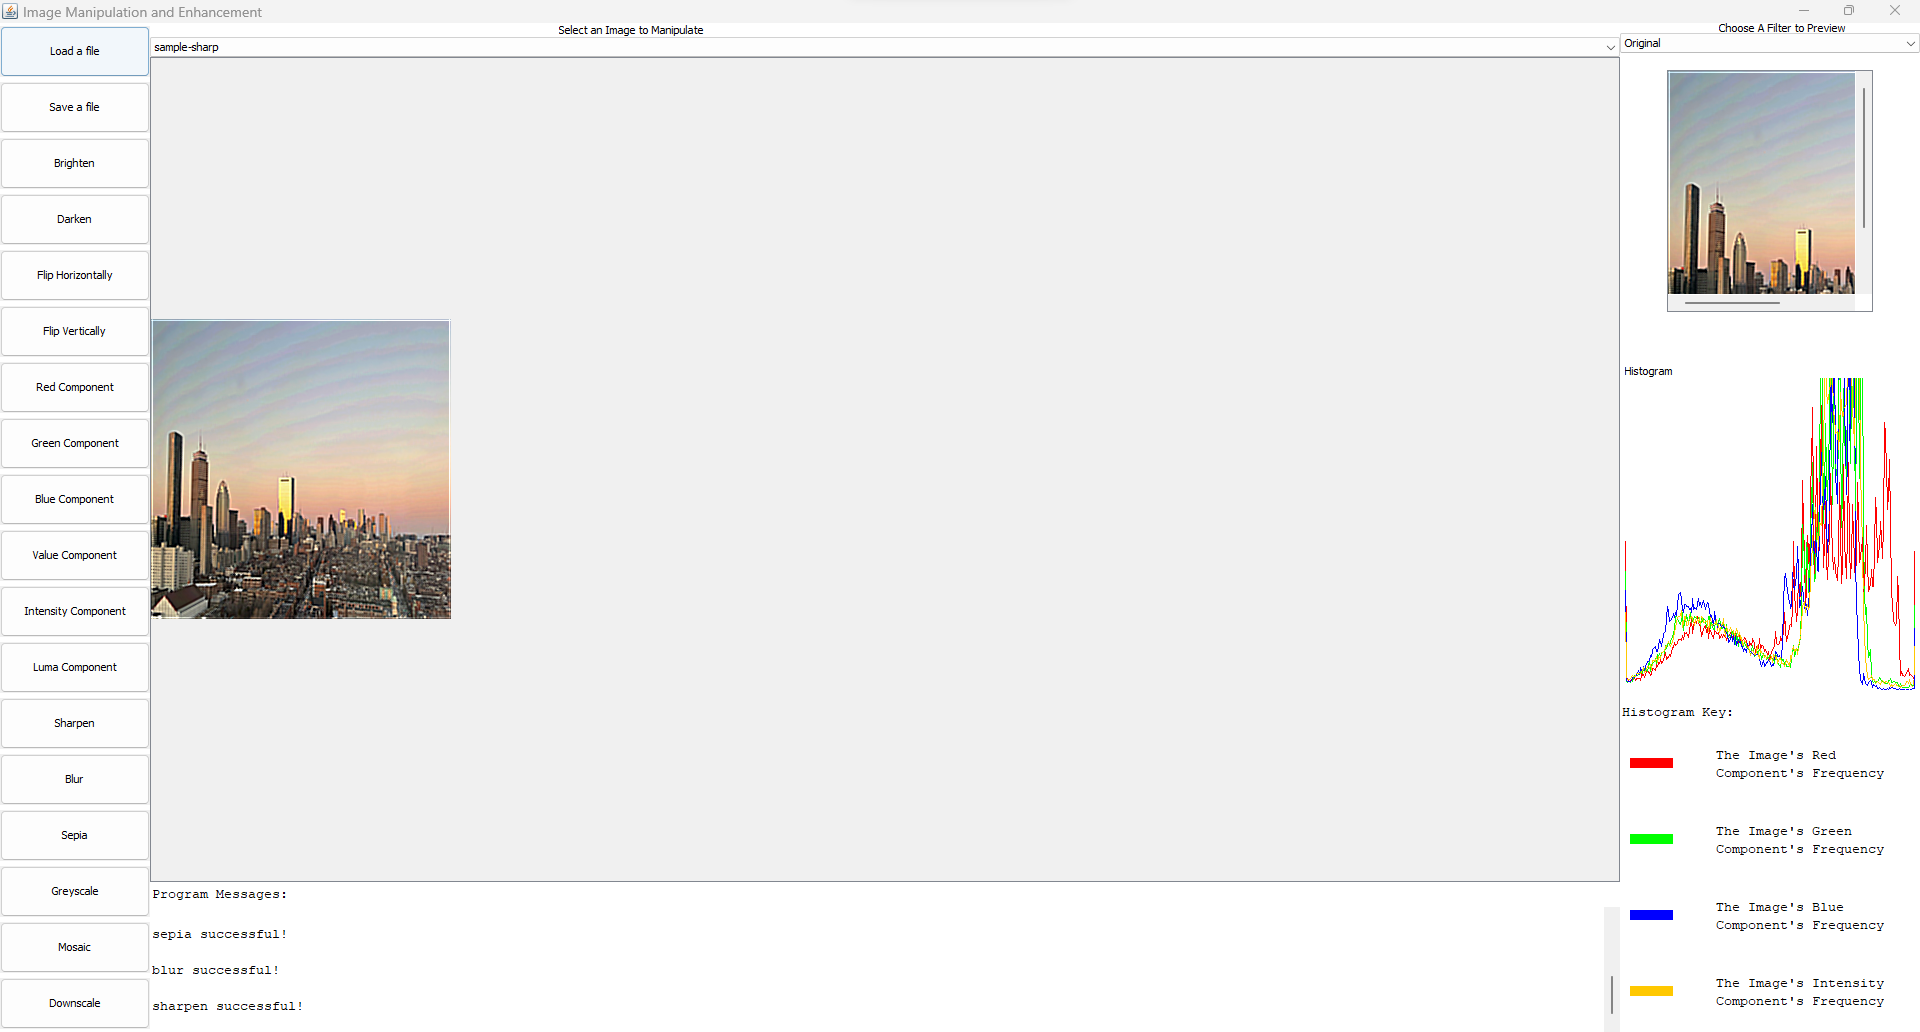 Image Manipulation and Enhancement
Load a file
Save a file
Brighten
Darken
Flip Horizontally
Flip Vertically
Red Component
Green Component
Blue Component
Value Component
Intensity Component
Luma Component
Sharpen
Blur
Sepia
Greyscale
Mosaic
Downscale
Select an Image to Manipulate
sample-sharp
Program Messages:
sepia successful!
blur successful!
sharpen successful!
Choose A Filter to Preview
Original
Histogram
Histogram Key:
The Image's Red
Component's Frequency
The Image's Green
Component's Frequency
The Image's Blue
Component's Frequency
The Image's Intensity
Component's Frequency